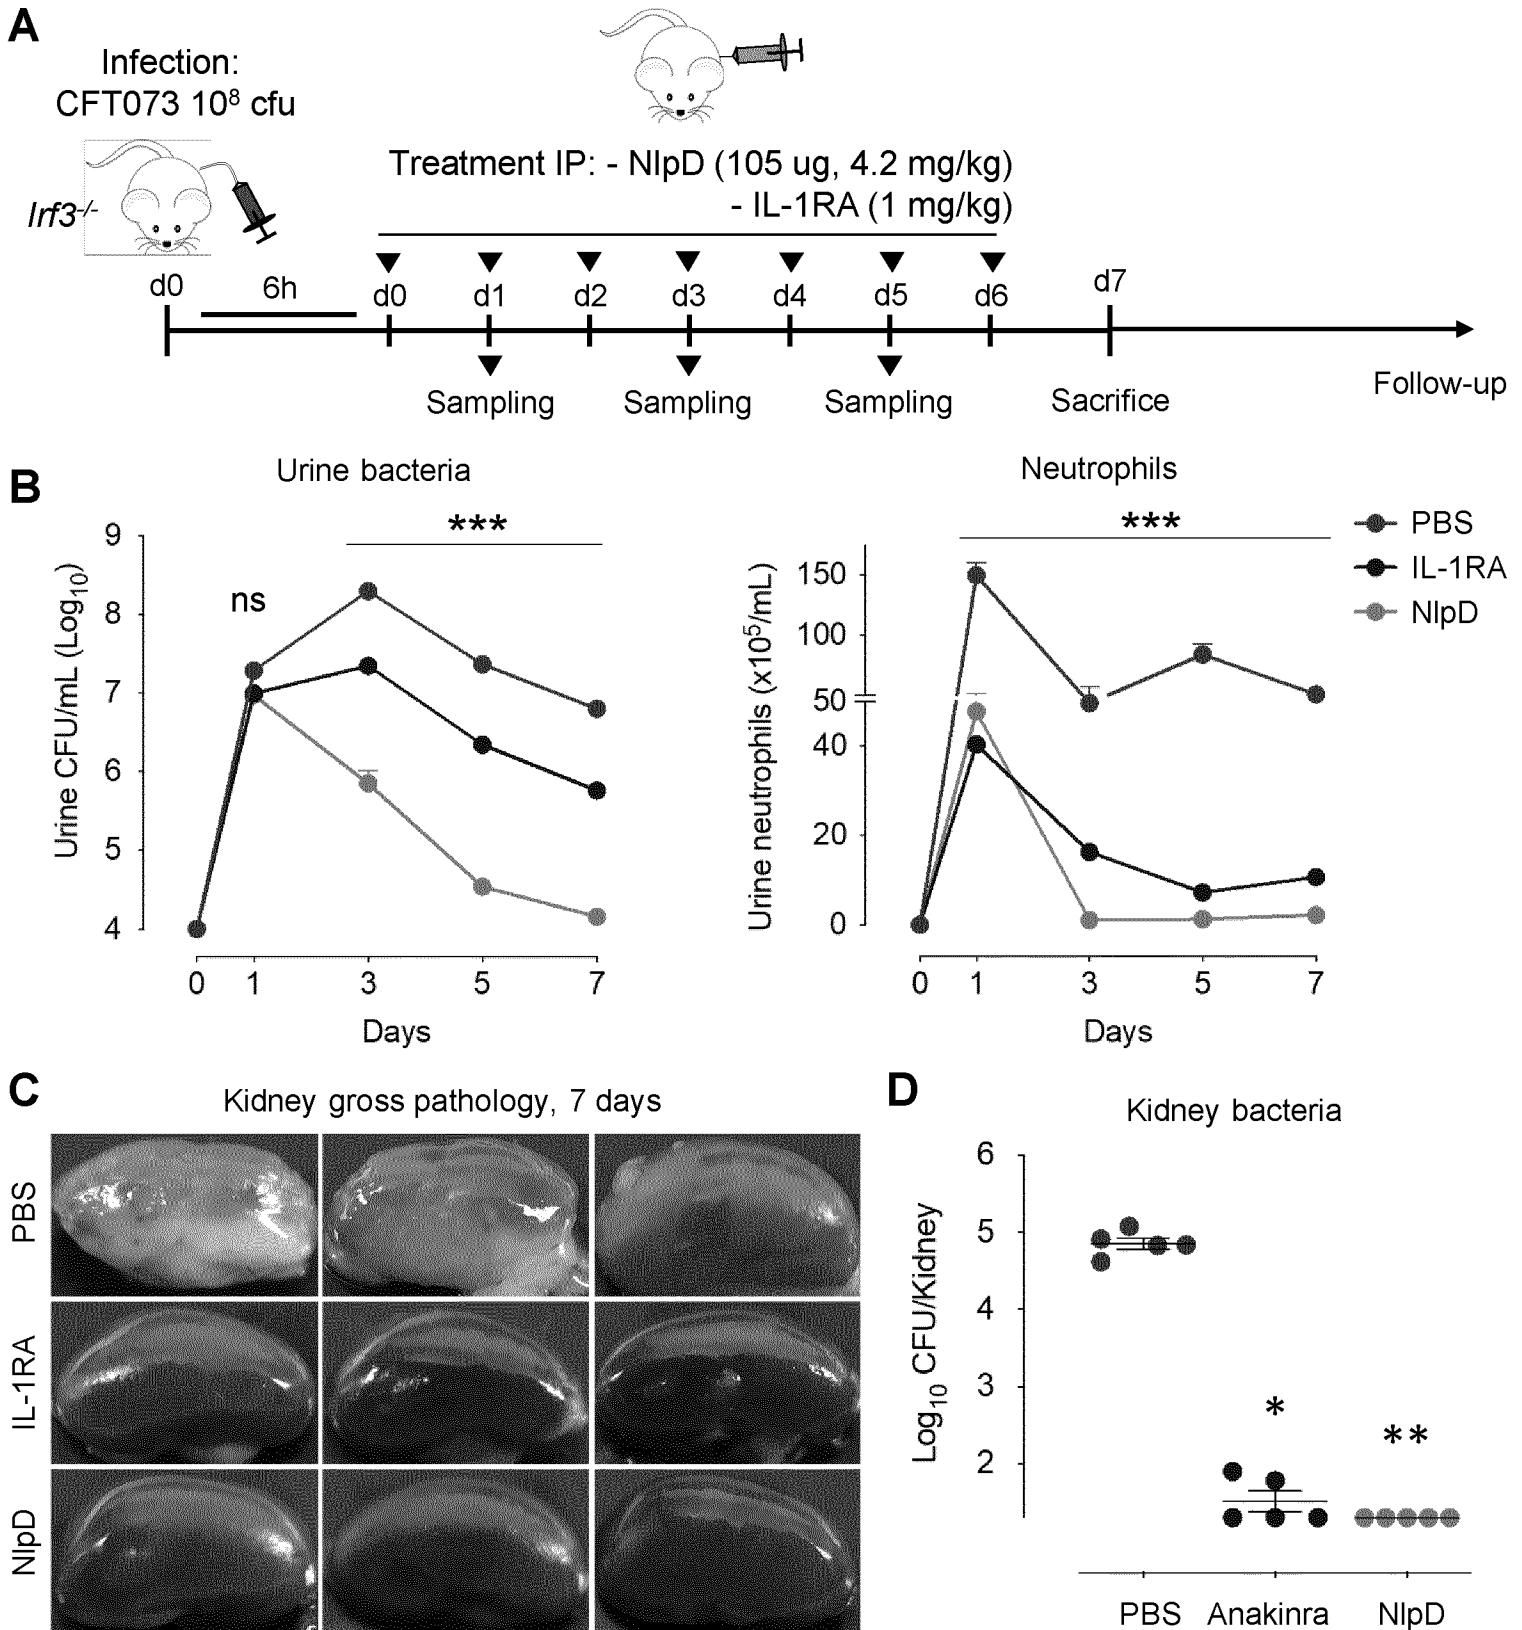 A
Infection:
CFT073 10⁸ cfu
Irf3-/-
Treatment IP: - NlpD (105 ug, 4.2 mg/kg)
- IL-1RA (1 mg/kg)
d0
6h
d0
d1
d2
d3
d4
d5
d6
d7
Sampling
Sampling
Sampling
Sacrifice
Follow-up
B
Urine bacteria
Urine CFU/mL (Log₁₀)
9
8
7
6
5
4
ns
***
0
1
3
5
7
Days
Neutrophils
Urine neutrophils (x10⁵/mL)
150
100
50
40
20
0
***
0
1
3
5
7
Days
PBS
IL-1RA
NlpD
C
Kidney gross pathology, 7 days
PBS
IL-1RA
NlpD
D
Kidney bacteria
Log₁₀ CFU/Kidney
6
5
4
3
2
*
**
PBS
Anakinra
NlpD